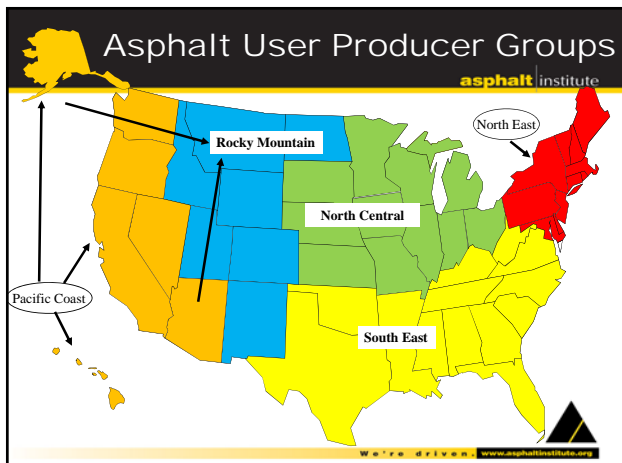 Asphalt User Producer Groups
asphalt institute
North East
Rocky Mountain
North Central
Pacific Coast
South East
We're driven. www.asphaltinstitute.org